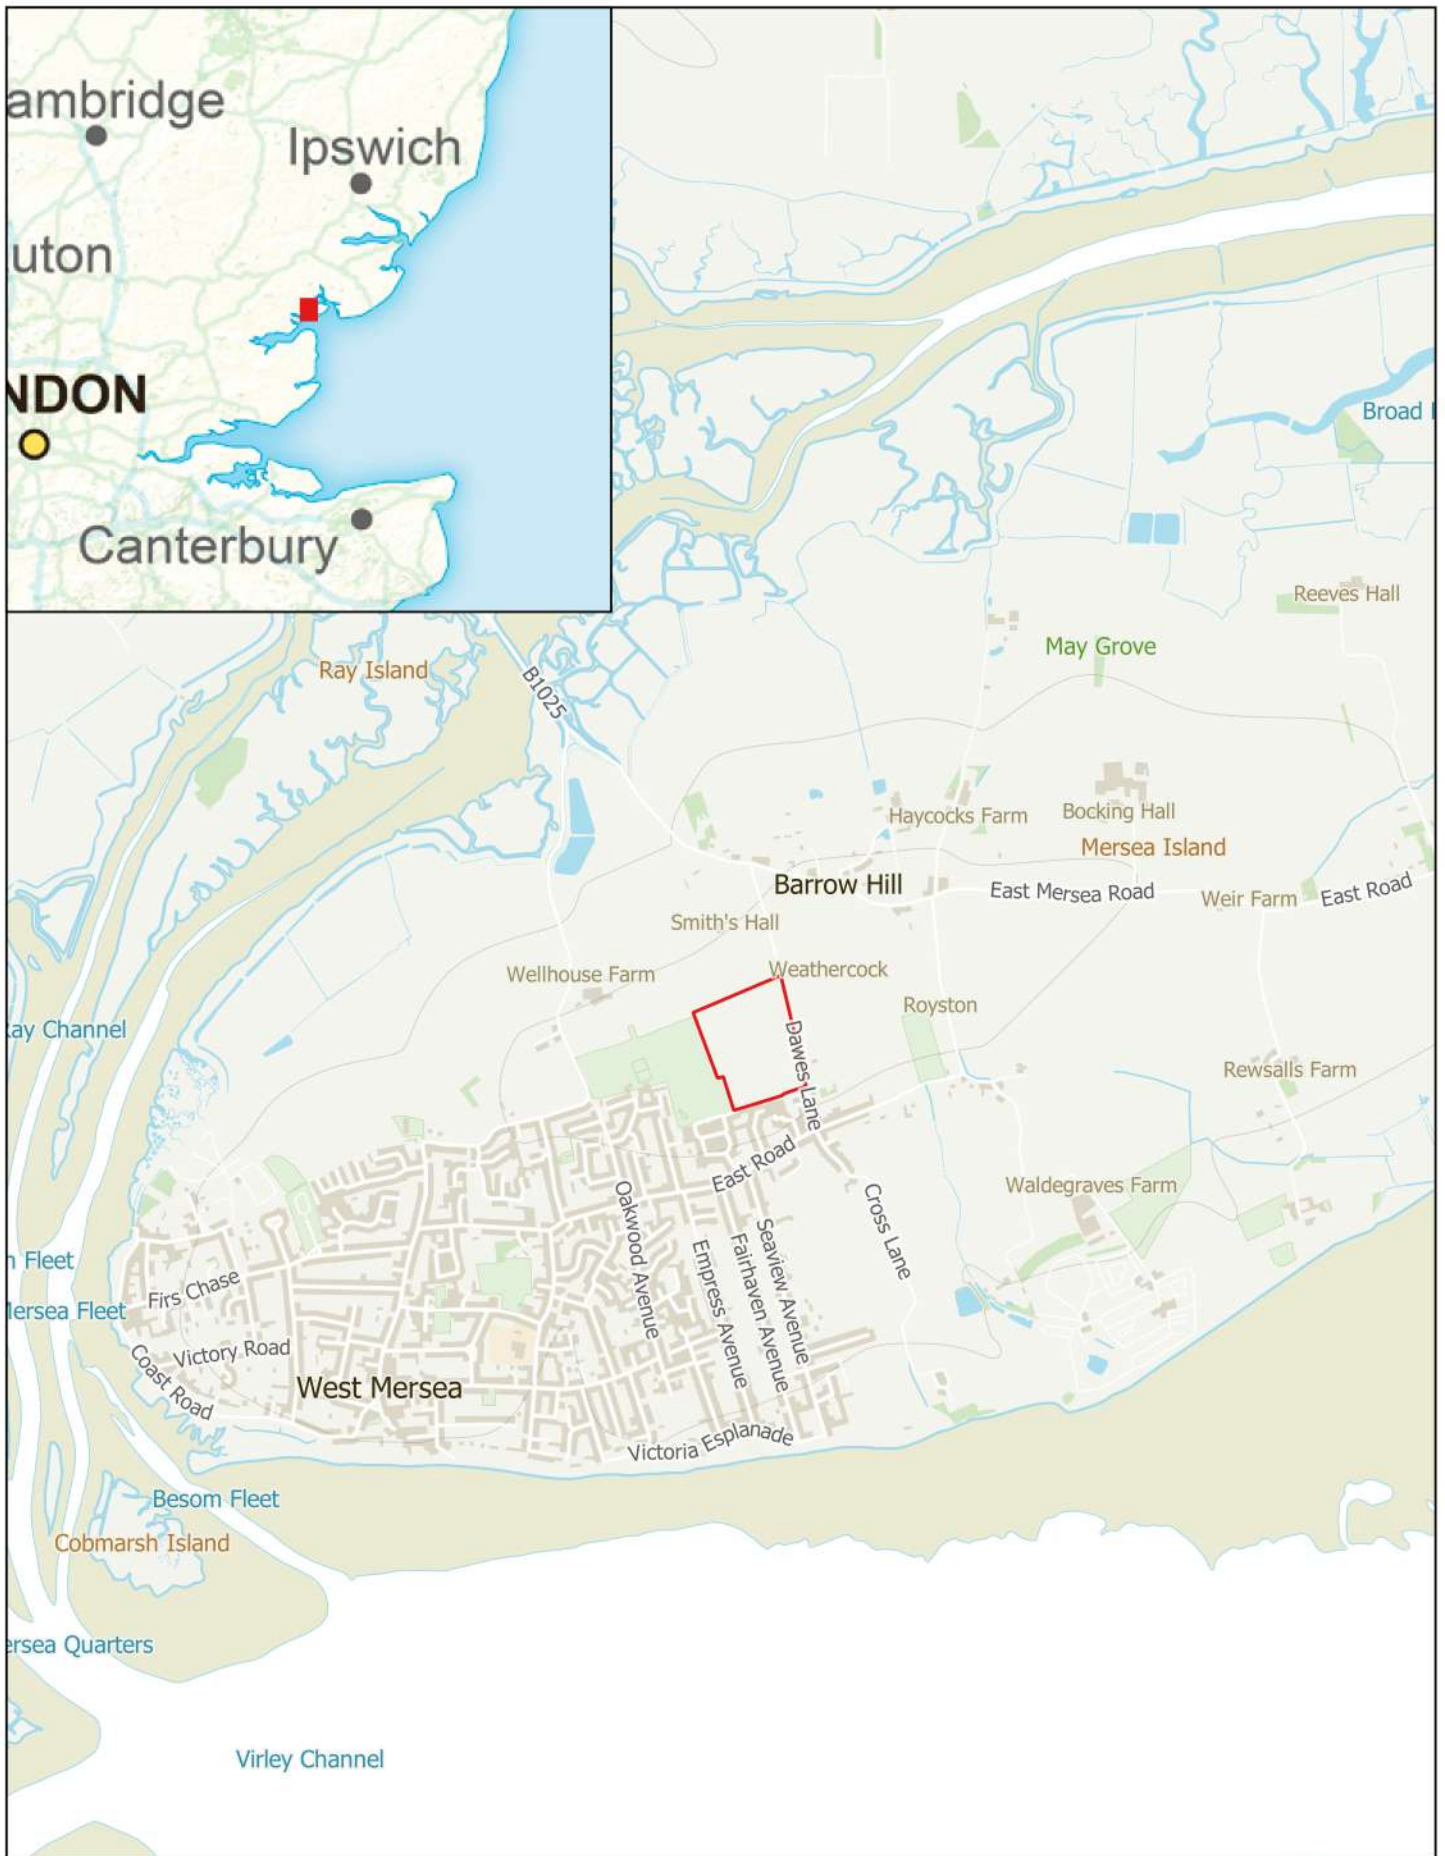 ambridge
Ipswich
uton
NDON
Canterbury
Broad
Reeves Hall
May Grove
Ray Island
B1025
Haycocks Farm
Bocking Hall
Mersea Island
Barrow Hill
East Mersea Road
Weir Farm
East Road
Smith's Hall
Wellhouse Farm
Weathercock
Royston
Ray Channel
Dawes Lane
Rewsalls Farm
East Road
Waldegraves Farm
Oakwood Avenue
Cross Lane
Seaview Avenue
Fairhaven Avenue
Empress Avenue
n Fleet
Firs Chase
Mersea Fleet
Victory Road
Coast Road
West Mersea
Victoria Esplanade
Besom Fleet
Cobmarsh Island
ersea Quarters
Virley Channel